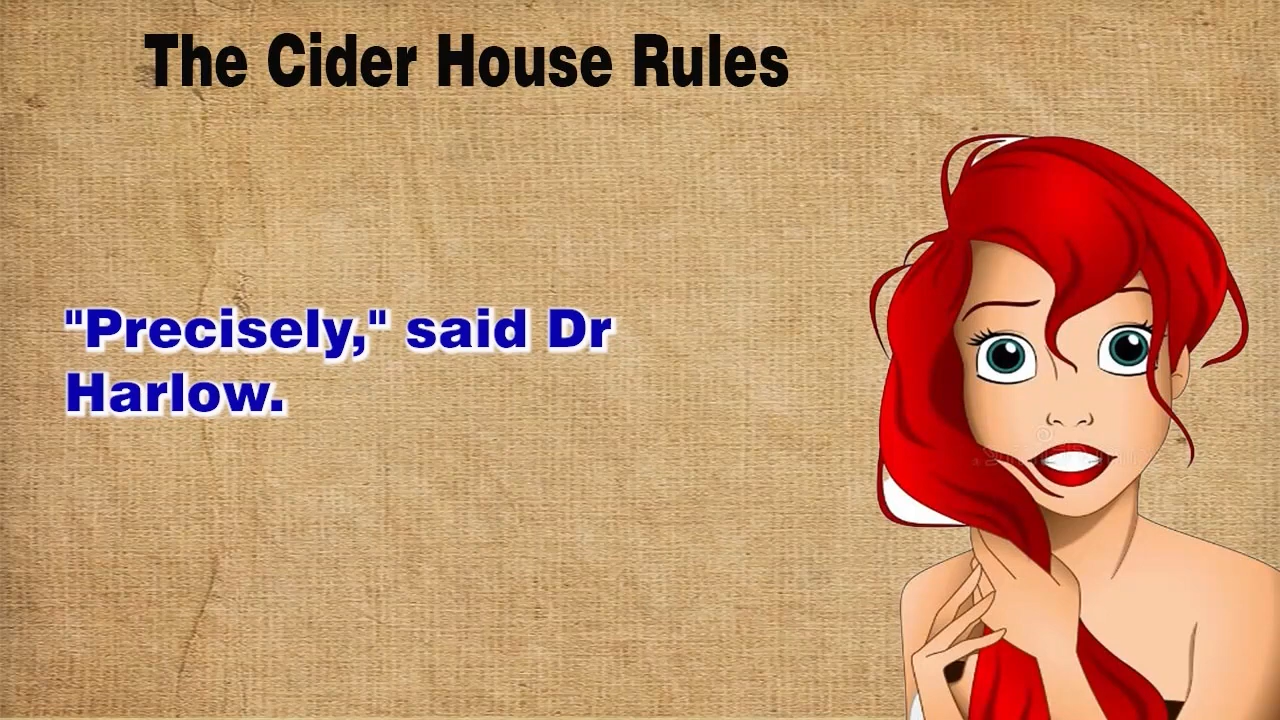 The Cider House Rules
"Precisely," said Dr
Harlow.